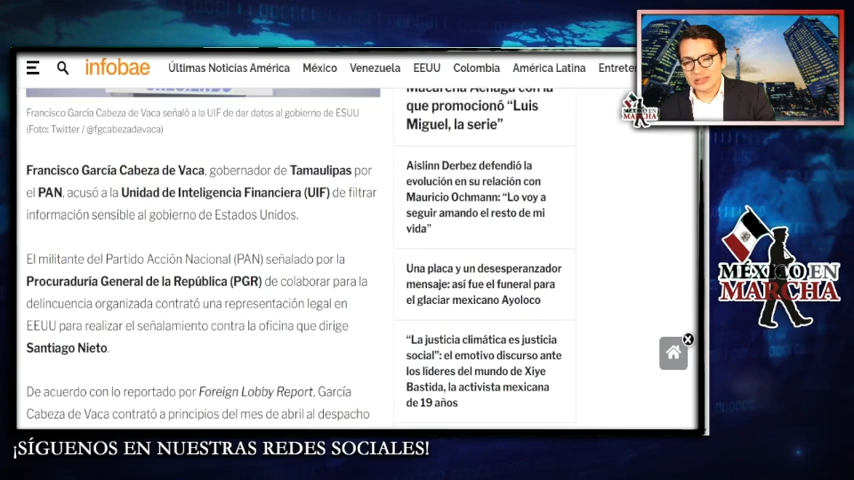 infobae
Últimas Noticias América México Venezuela EEUU Colombia América Latina
Francisco García Cabeza de Vaca señaló a la UIF de dar datos al gobierno de ESUU
(Foto: Twitter / @fgcabezadevaca)
Francisco García Cabeza de Vaca, gobernador de Tamaulipas por
el PAN, acusó a la Unidad de Inteligencia Financiera (UIF) de filtrar
información sensible al gobierno de Estados Unidos.
El militante del Partido Acción Nacional (PAN) señalado por la
Procuraduría General de la República (PGR) de colaborar para la
delincuencia organizada contrató una representación legal en
EEUU para realizar el señalamiento contra la oficina que dirige
Santiago Nieto.
De acuerdo con lo reportado por Foreign Lobby Report, García
Cabeza de Vaca contrató a principios del mes de abril al despacho
que promocionó “Luis
Miguel, la serie”
Aislinn Derbez defendió la
evolución en su relación con
Mauricio Ochmann: “Lo voy a
seguir amando el resto de mi
vida”
Una placa y un desesperanzador
mensaje: así fue el funeral para
el glaciar mexicano Ayoloco
“La justicia climática es justicia
social”: el emotivo discurso ante
los líderes del mundo de Xiye
Bastida, la activista mexicana
de 19 años
MÉXICO EN
MARCHA
MÉXICO EN
MARCHA
¡SÍGUENOS EN NUESTRAS REDES SOCIALES!